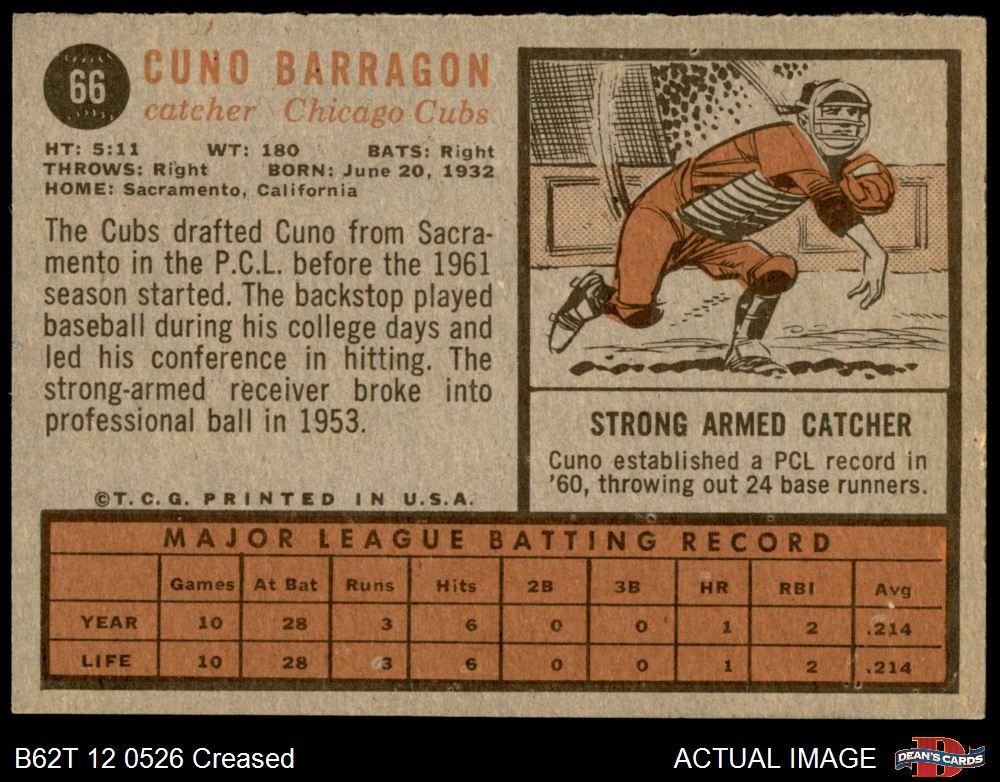 66
CUNO BARRAGON
catcher Chicago Cubs
HT: 5:11 WT: 180 BATS: Right
THROWS: Right BORN: June 20, 1932
HOME: Sacramento, California
The Cubs drafted Cuno from Sacra-
mento in the P.C.L. before the 1961
season started. The backstop played
baseball during his college days and
led his conference in hitting. The
strong-armed receiver broke into
professional ball in 1953.
©T.C.G. PRINTED IN U.S.A.
STRONG ARMED CATCHER
Cuno established a PCL record in
'60, throwing out 24 base runners.
MAJOR LEAGUE BATTING RECORD
Games At Bat Runs Hits 2B 3B HR RBI Avg
YEAR 10 28 3 6 0 0 1 2 .214
LIFE 10 28 3 6 0 0 1 2 .214
B62T 12 0526 Creased ACTUAL IMAGE
D
DEAN'S CARDS